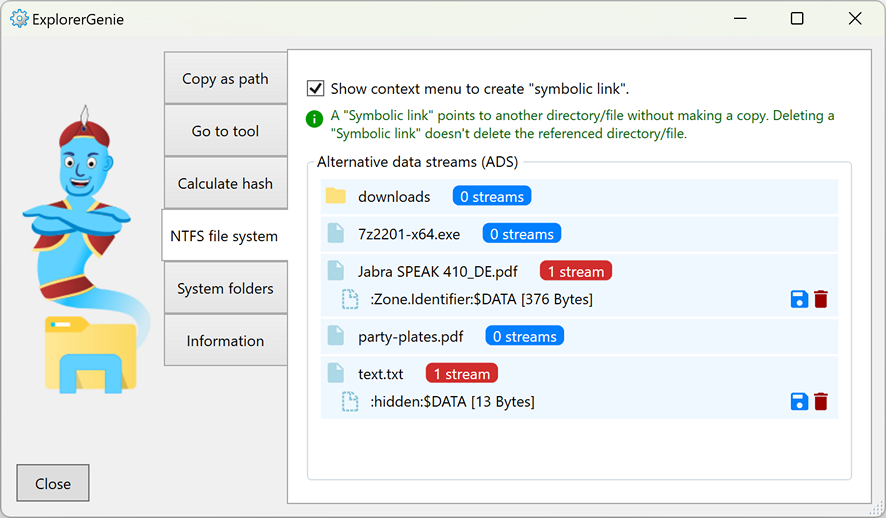 ExplorerGenie
Copy as path
Go to tool
Calculate hash
NTFS file system
System folders
Information
Close
Show context menu to create "symbolic link".
A "Symbolic link" points to another directory/file without making a copy. Deleting a
"Symbolic link" doesn't delete the referenced directory/file.
Alternative data streams (ADS)
downloads 0 streams
7z2201-x64.exe 0 streams
Jabra SPEAK 410_DE.pdf 1 stream
:Zone.Identifier:$DATA [376 Bytes]
party-plates.pdf 0 streams
text.txt 1 stream
:hidden:$DATA [13 Bytes]